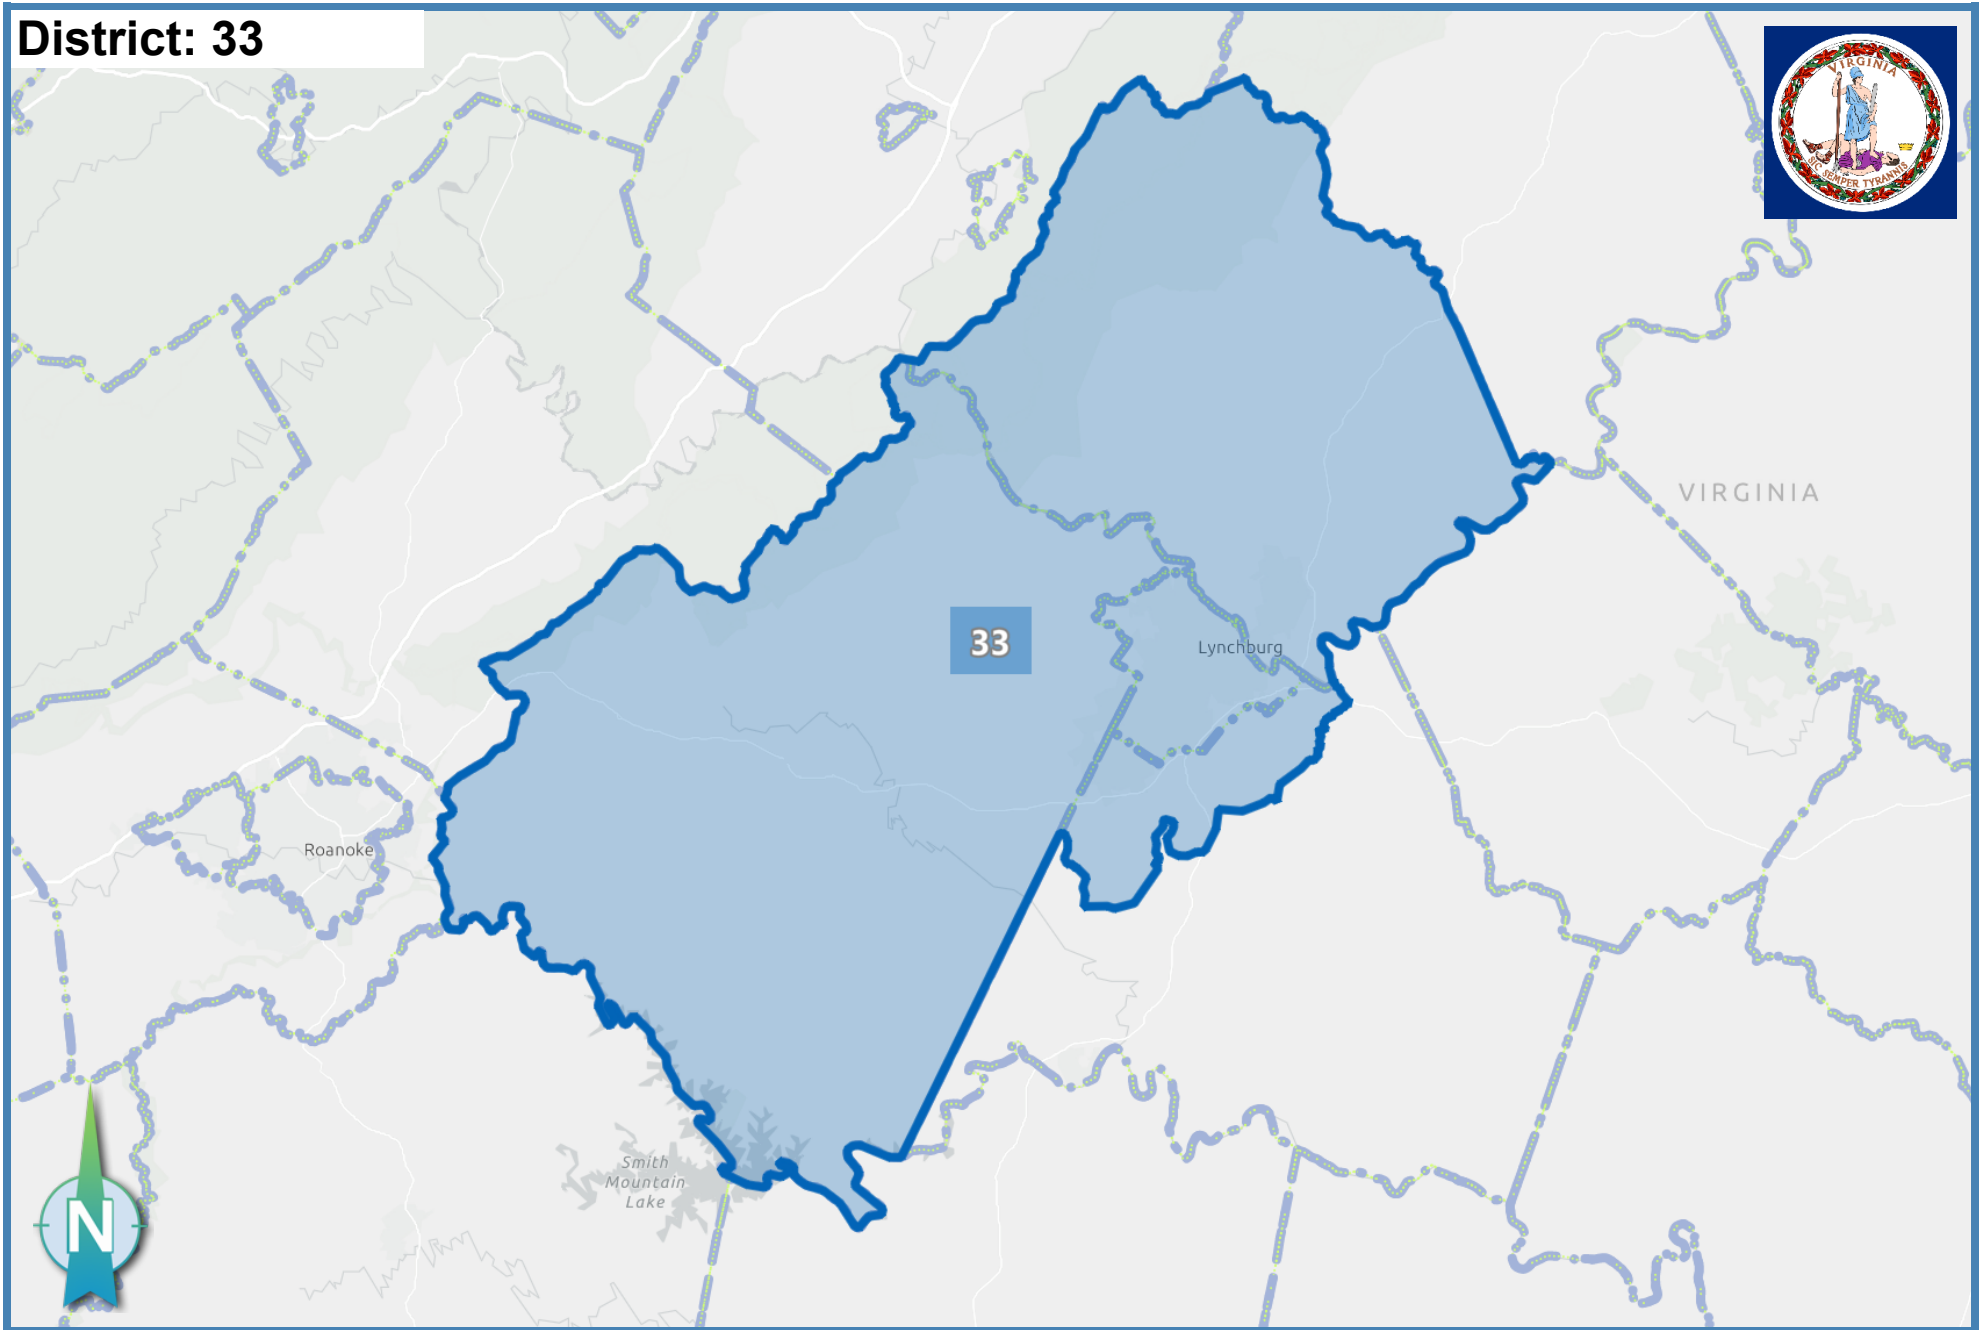 District: 33
VIRGINIA
SIC SEMPER TYRANNIS
VIRGINIA
33
Lynchburg
Roanoke
Smith
Mountain
Lake
N